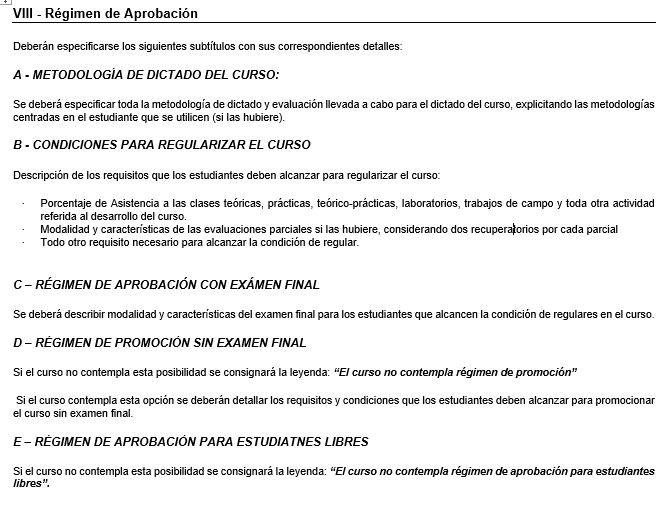 VIII - Régimen de Aprobación
Deberán especificarse los siguientes subtítulos con sus correspondientes detalles:
A - METODOLOGÍA DE DICTADO DEL CURSO:
Se deberá especificar toda la metodología de dictado y evaluación llevada a cabo para el dictado del curso, explicitando las metodologías
centradas en el estudiante que se utilicen (si las hubiere).
B - CONDICIONES PARA REGULARIZAR EL CURSO
Descripción de los requisitos que los estudiantes deben alcanzar para regularizar el curso:
· Porcentaje de Asistencia a las clases teóricas, prácticas, teórico-prácticas, laboratorios, trabajos de campo y toda otra actividad
referida al desarrollo del curso.
· Modalidad y características de las evaluaciones parciales si las hubiere, considerando dos recuperatorios por cada parcial
· Todo otro requisito necesario para alcanzar la condición de regular.
C – RÉGIMEN DE APROBACIÓN CON EXÁMEN FINAL
Se deberá describir modalidad y características del examen final para los estudiantes que alcancen la condición de regulares en el curso.
D – RÉGIMEN DE PROMOCIÓN SIN EXAMEN FINAL
Si el curso no contempla esta posibilidad se consignará la leyenda: “El curso no contempla régimen de promoción”
Si el curso contempla esta opción se deberán detallar los requisitos y condiciones que los estudiantes deben alcanzar para promocionar
el curso sin examen final.
E – RÉGIMEN DE APROBACIÓN PARA ESTUDIATNES LIBRES
Si el curso no contempla esta posibilidad se consignará la leyenda: “El curso no contempla régimen de aprobación para estudiantes
libres”.